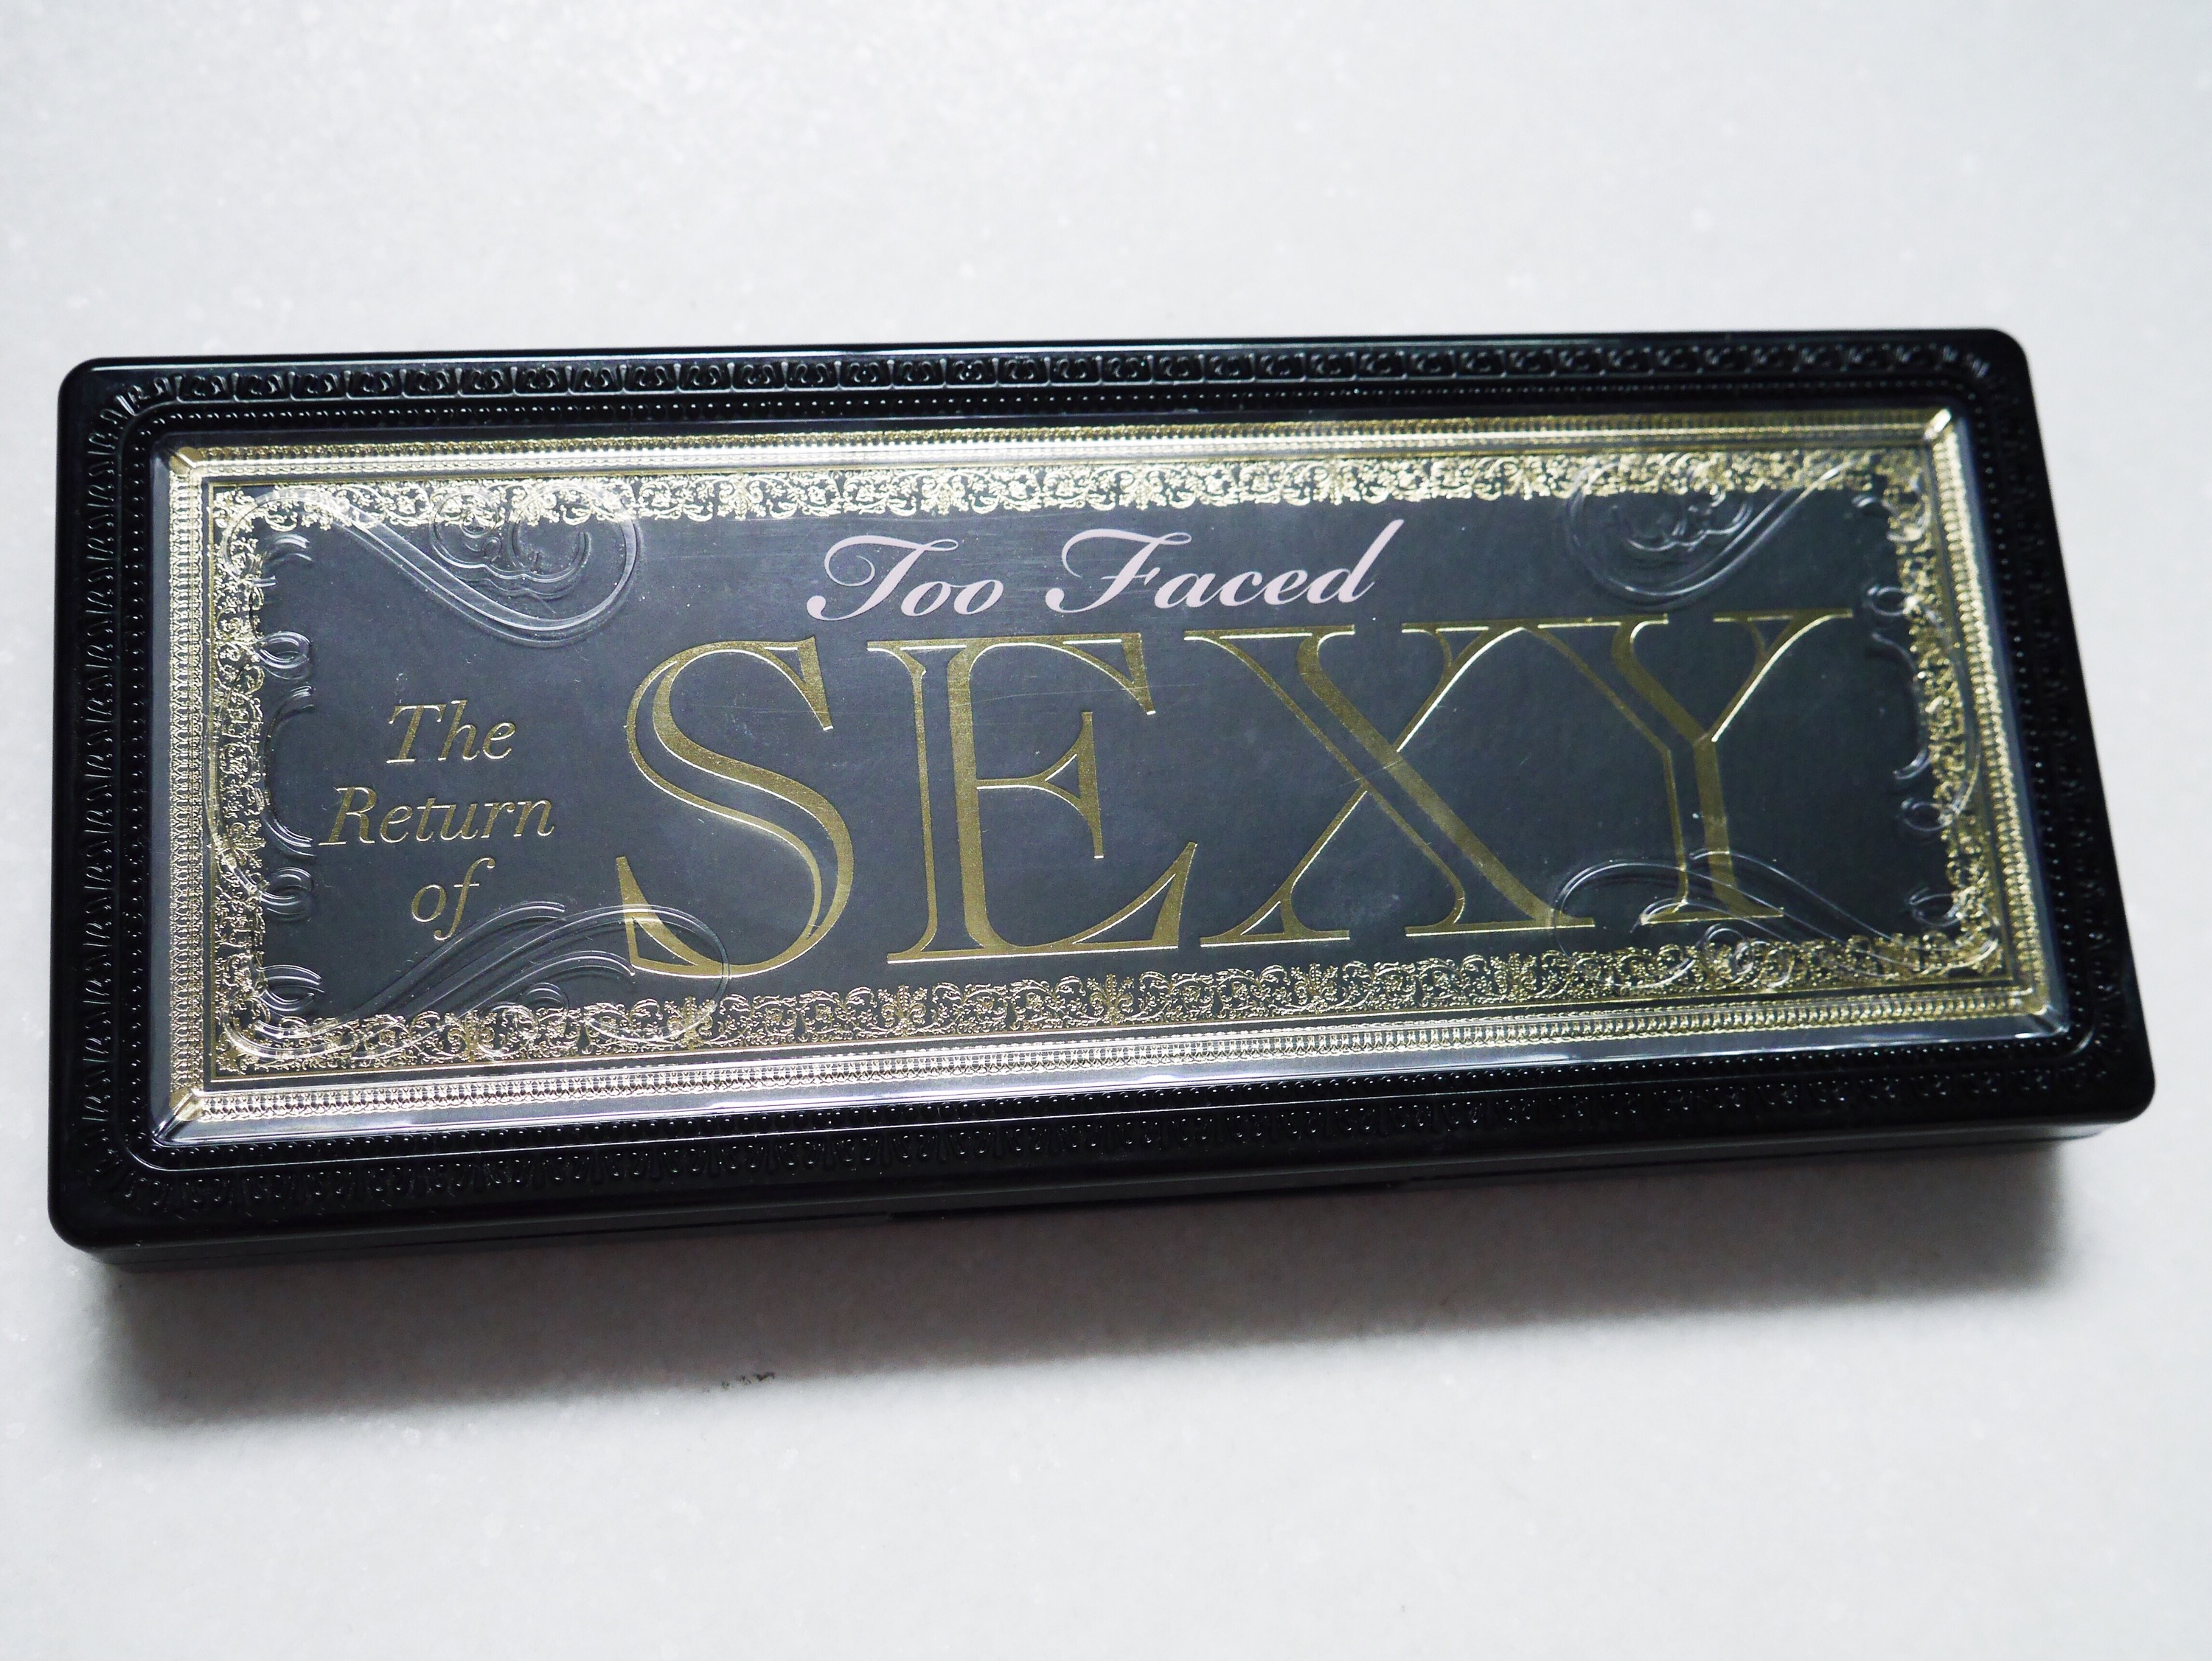 Too Faced
The
Return
of
SEXY